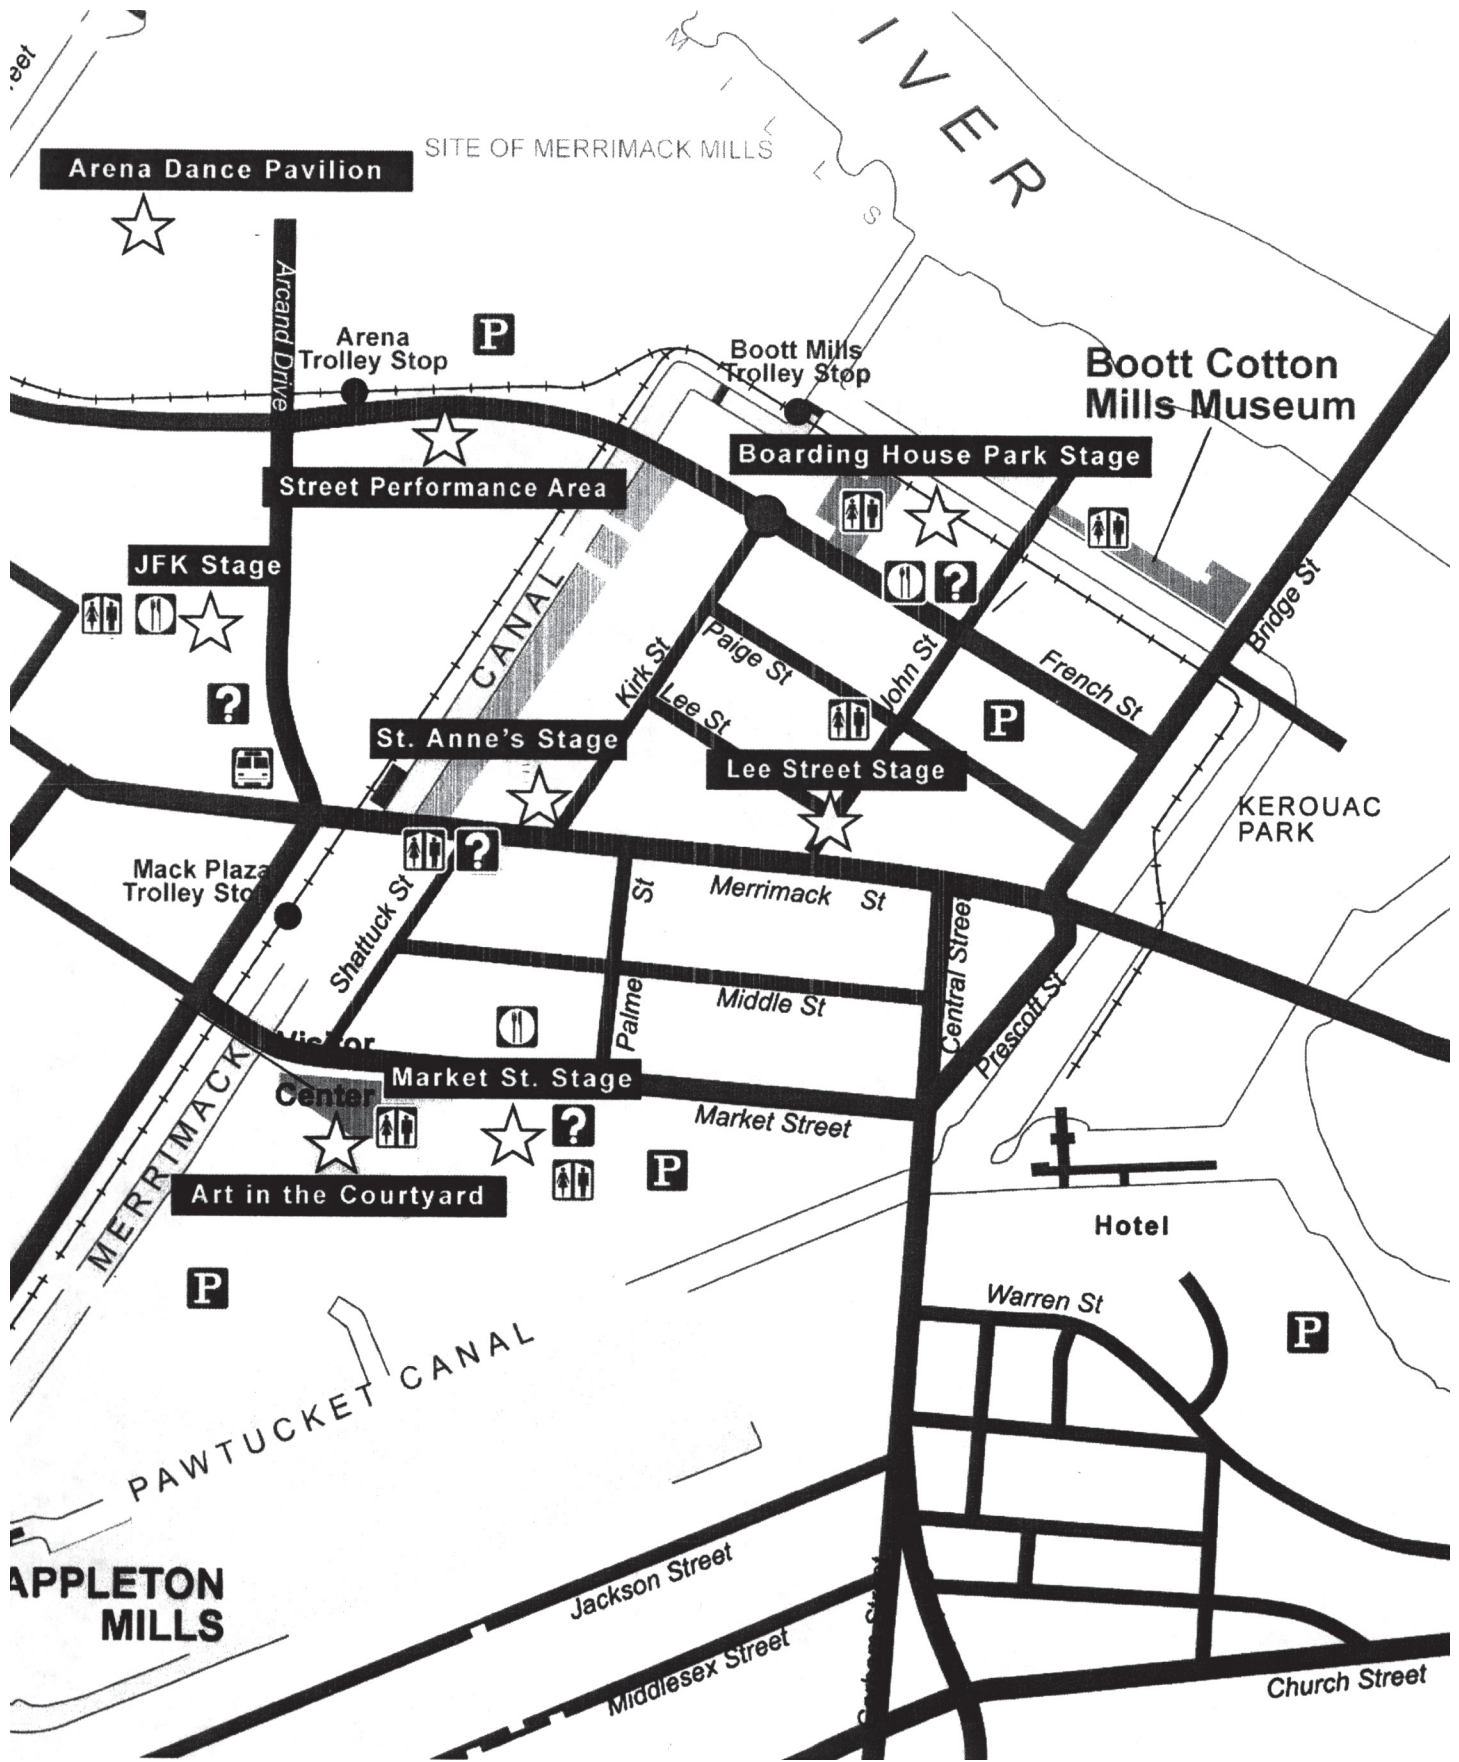 IVER
MILLS
SITE OF MERRIMACK MILLS
Arena Dance Pavilion
Arcand Drive
Arena
Trolley Stop
P
Boott Mills
Trolley Stop
Boott Cotton
Mills Museum
Boarding House Park Stage
Street Performance Area
JFK Stage
?
CANAL
?
Bridge St
Kirk St
Paige St
John St
French St
Lee St
P
St. Anne's Stage
Lee Street Stage
KEROUAC
PARK
?
Mack Plaza
Trolley Stop
Shattuck St
St
Merrimack St
Central Street
Palme
Middle St
Prescott St
Visitor
Center
Market St. Stage
Market Street
?
P
MERRIMACK
Art in the Courtyard
P
Hotel
Warren St
P
PAWTUCKET CANAL
APPLETON
MILLS
Jackson Street
Middlesex Street
Church Street